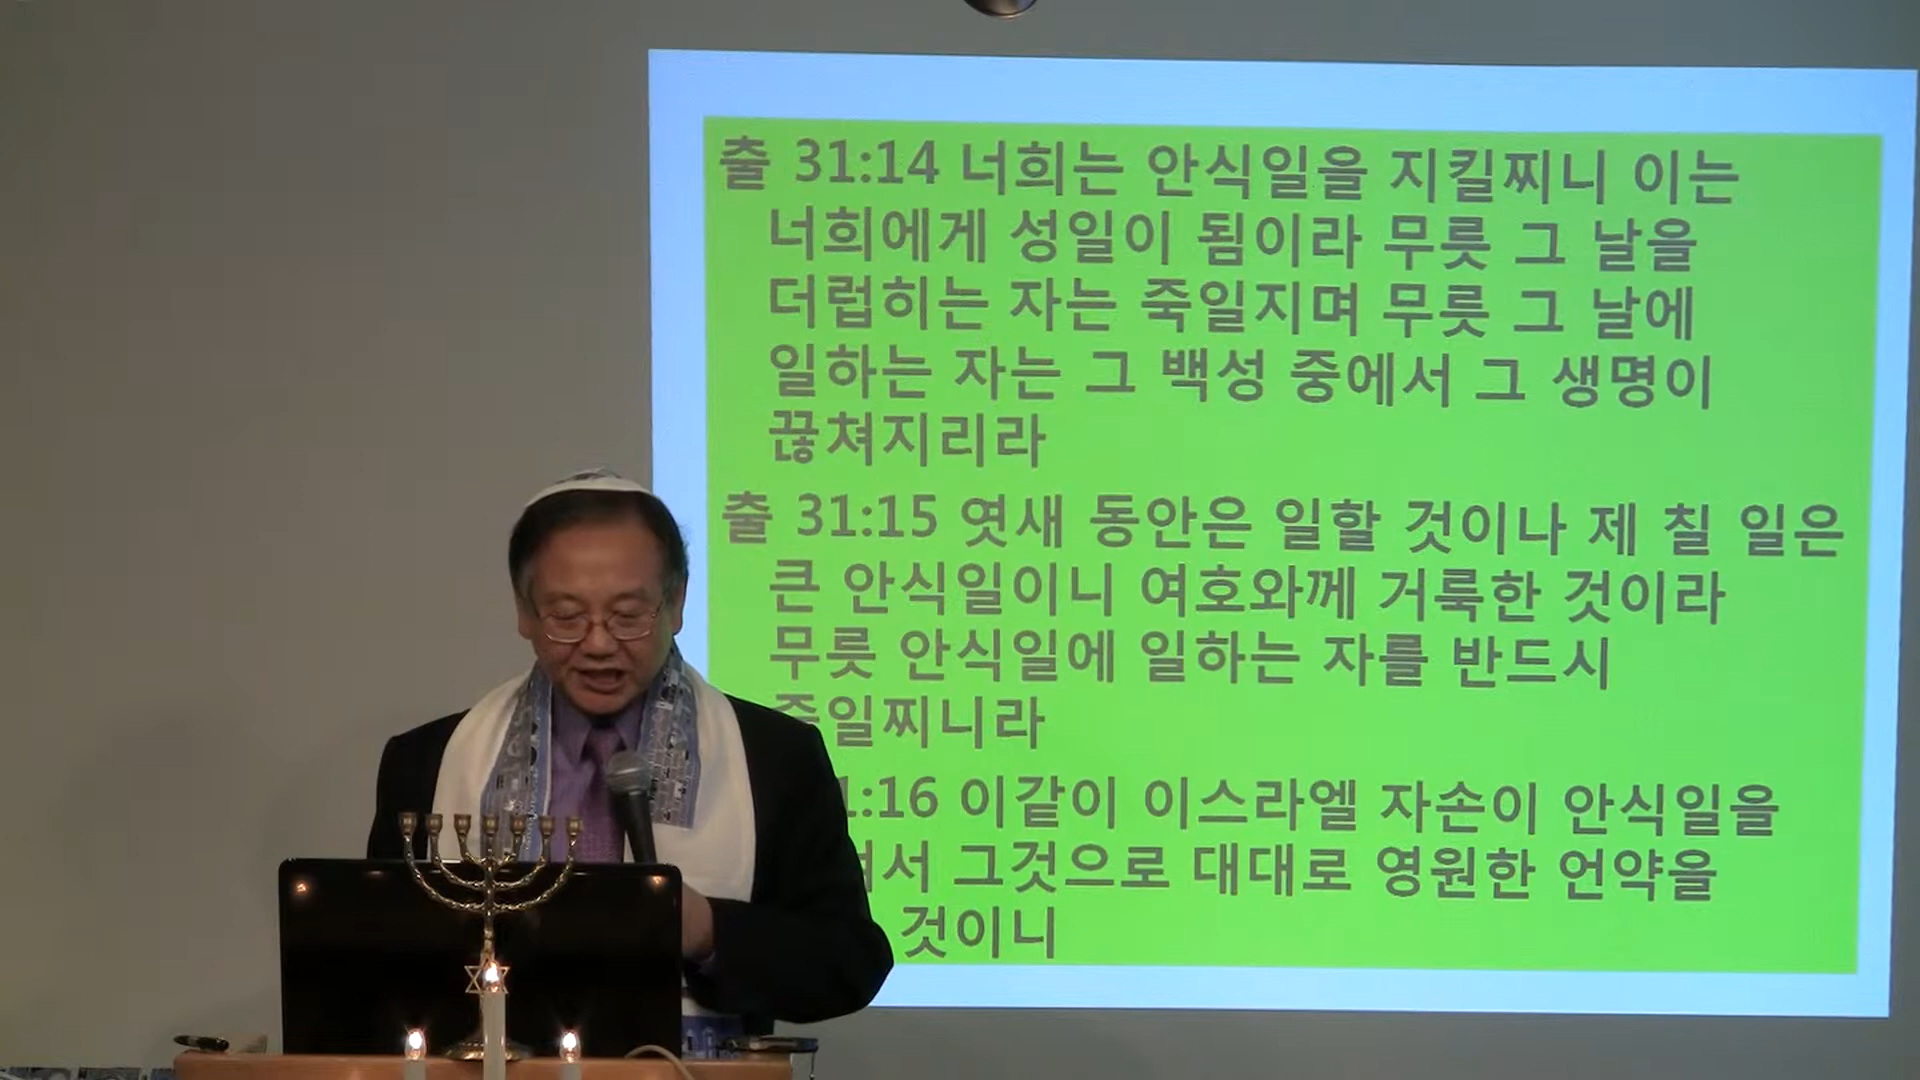 출 31:14 너희는 안식일을 지킬찌니 이는
너희에게 성일이 됨이라 무릇 그 날을
더럽히는 자는 죽일지며 무릇 그 날에
일하는 자는 그 백성 중에서 그 생명이
끊쳐지리라
출 31:15 엿새 동안은 일할 것이나 제 칠 일은
큰 안식일이니 여호와께 거룩한 것이라
무릇 안식일에 일하는 자를 반드시
죽일찌니라
1:16 이같이 이스라엘 자손이 안식일을
그것으로 대대로 영원한 언약을
것이니